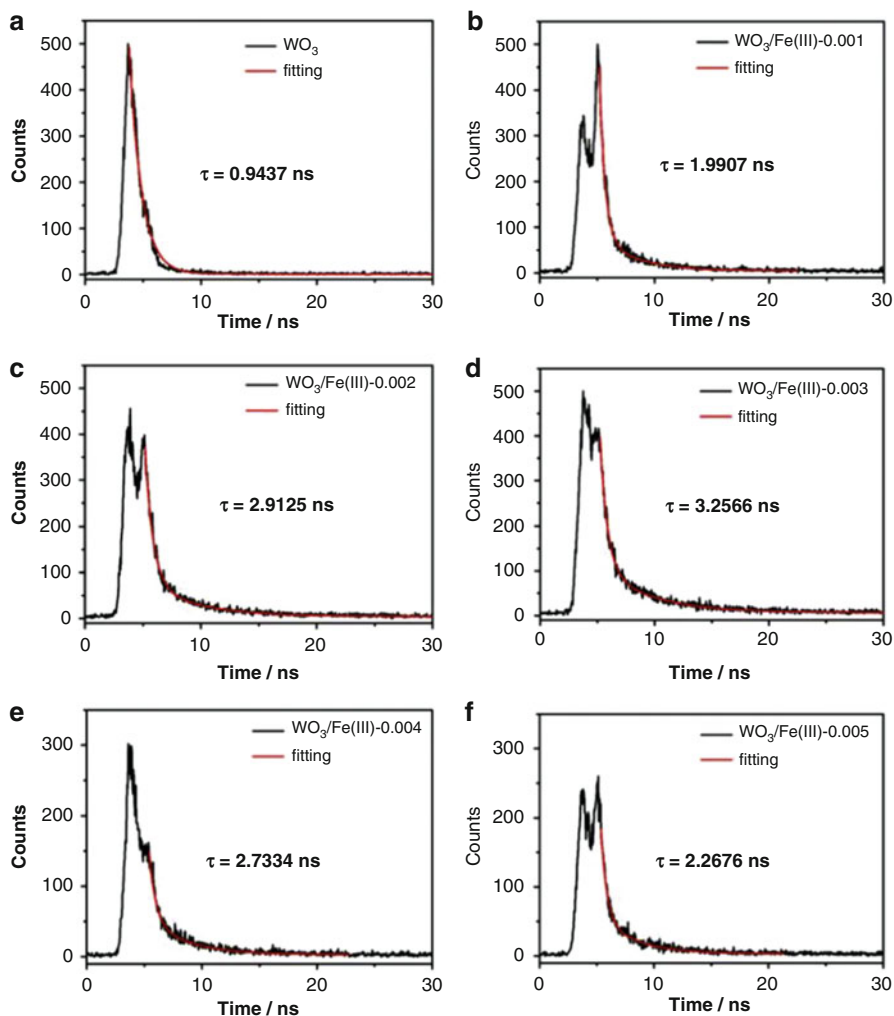 a
500
400
300
200
100
0
Counts
WO₃
fitting
τ = 0.9437 ns
0 10 20 30
Time / ns
b
500
400
300
200
100
0
Counts
WO₃/Fe(III)-0.001
fitting
τ = 1.9907 ns
0 10 20 30
Time / ns
c
500
400
300
200
100
0
Counts
WO₃/Fe(III)-0.002
fitting
τ = 2.9125 ns
0 10 20 30
Time / ns
d
500
400
300
200
100
0
Counts
WO₃/Fe(III)-0.003
fitting
τ = 3.2566 ns
0 10 20 30
Time / ns
e
300
200
100
0
Counts
WO₃/Fe(III)-0.004
fitting
τ = 2.7334 ns
0 10 20 30
Time / ns
f
300
200
100
0
Counts
WO₃/Fe(III)-0.005
fitting
τ = 2.2676 ns
0 10 20 30
Time / ns